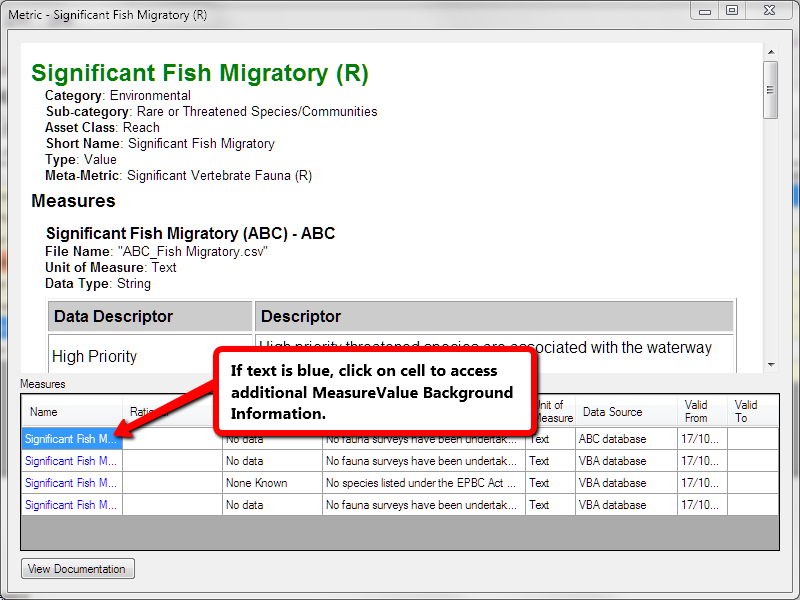 Metric - Significant Fish Migratory (R)
Significant Fish Migratory (R)
Category: Environmental
Sub-category: Rare or Threatened Species/Communities
Asset Class: Reach
Short Name: Significant Fish Migratory
Type: Value
Meta-Metric: Significant Vertebrate Fauna (R)
Measures
Significant Fish Migratory (ABC) - ABC
File Name: "ABC_Fish Migratory.csv"
Unit of Measure: Text
Data Type: String
Data Descriptor Descriptor
High Priority High priority threatened species are associated with the waterway
If text is blue, click on cell to access
additional MeasureValue Background
Information.
Measures
Name Unit of Measure Data Source Valid From Valid To
Significant Fish M... No data No fauna surveys have been undertak... Text ABC database 17/10...
Significant Fish M... No data No fauna surveys have been undertak... Text VBA database 17/10...
Significant Fish M... None Known No species listed under the EPBC Act ... Text VBA database 17/10...
Significant Fish M... No data No fauna surveys have been undertak... Text VBA database 17/10...
View Documentation